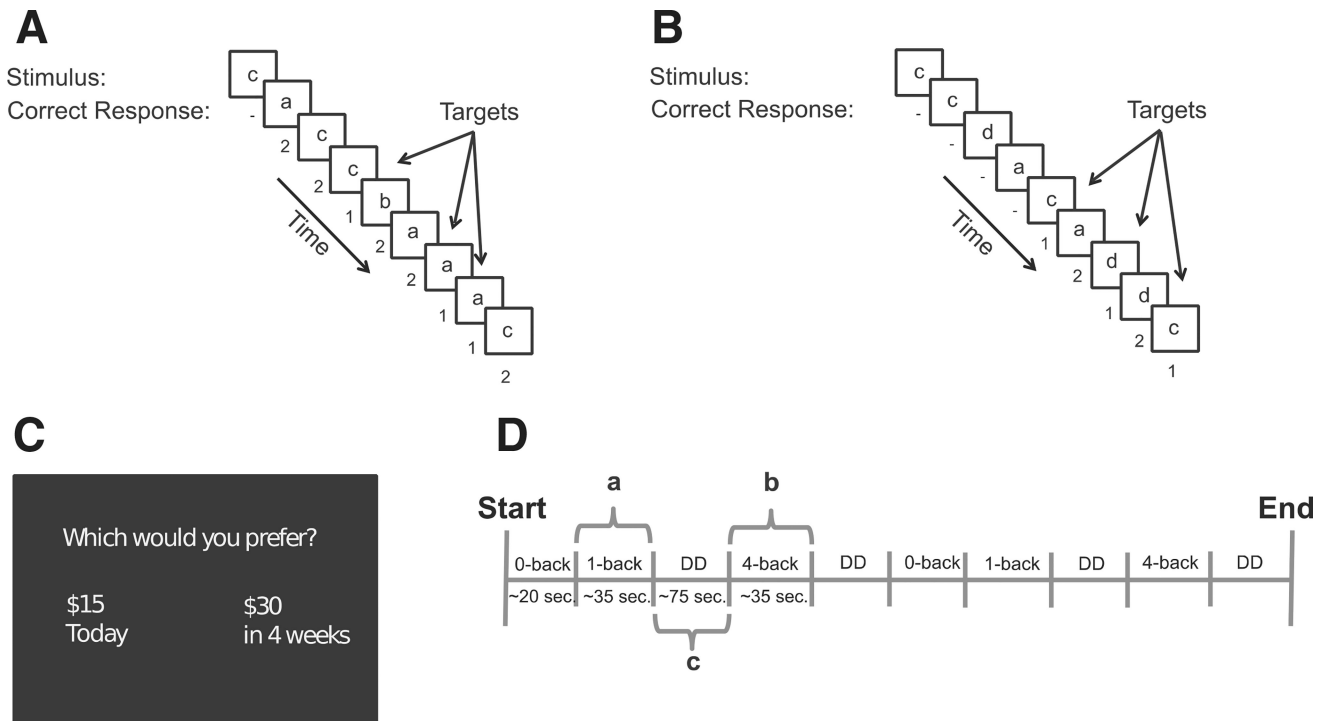 A
Stimulus:
Correct Response:
c
a
c
c
b
a
a
a
c
-
2
2
1
2
2
1
1
2
Targets
Time
B
Stimulus:
Correct Response:
c
c
d
a
c
a
d
d
c
-
-
-
-
1
2
1
2
1
Targets
Time
C
Which would you prefer?
$15
Today
$30
in 4 weeks
D
a
b
Start
End
0-back 1-back DD 4-back DD 0-back 1-back DD 4-back DD
~20 sec. ~35 sec. ~75 sec. ~35 sec.
c